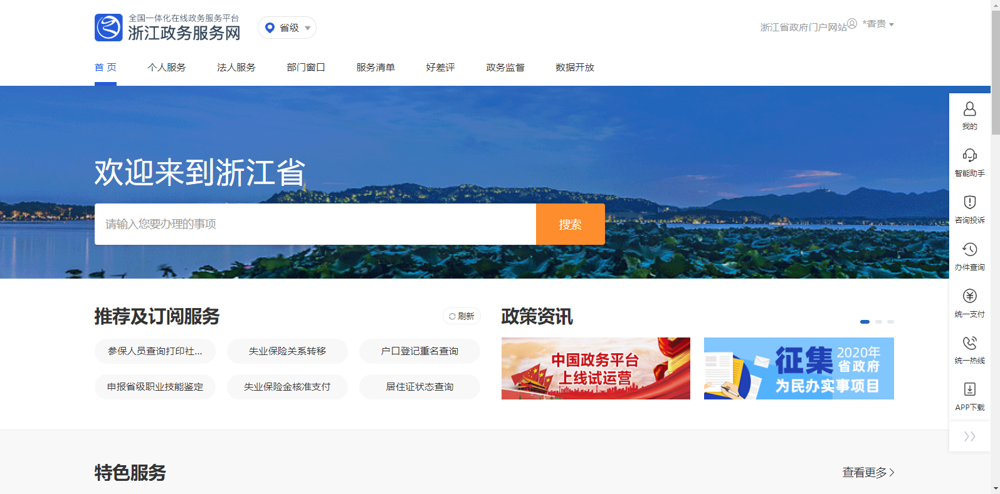 全国一体化在线政务服务平台
浙江政务服务网
省级
浙江省政府门户网站
*香贵
首 页
个人服务
法人服务
部门窗口
服务清单
好差评
政务监督
数据开放
欢迎来到浙江省
请输入您要办理的事项
搜索
我的
智能助手
咨询投诉
办件查询
统一支付
统一热线
APP下载
推荐及订阅服务
刷新
参保人员查询打印社...
失业保险关系转移
户口登记重名查询
申报省级职业技能鉴定
失业保险金核准支付
居住证状态查询
政策资讯
中国政务平台
上线试运营
征集
2020年
省政府
为民办实事项目
特色服务
查看更多